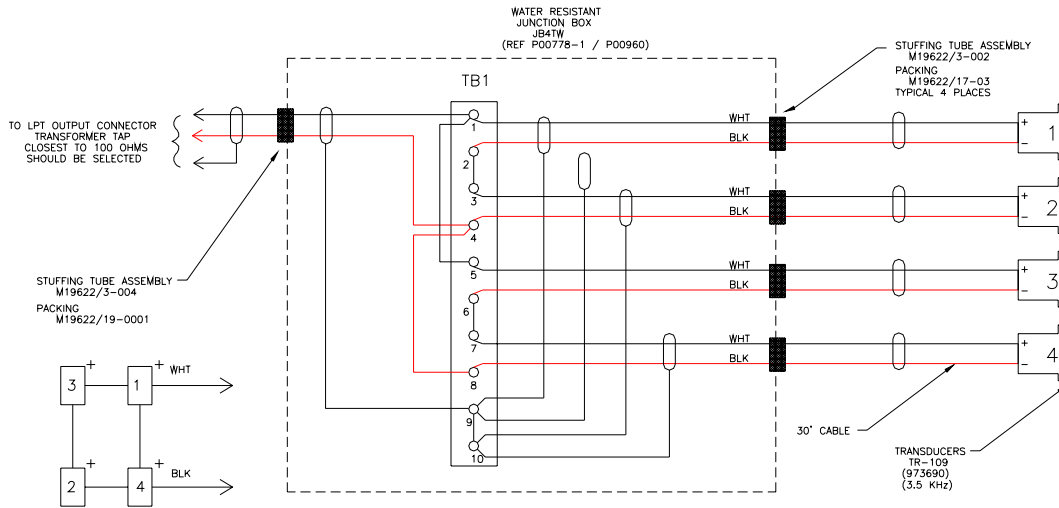 WATER RESISTANT
JUNCTION BOX
JB4TW
(REF P00778-1 / P00960)
STUFFING TUBE ASSEMBLY
M19622/3-002
PACKING
M19622/17-03
TYPICAL 4 PLACES
TB1
TO LPT OUTPUT CONNECTOR
TRANSFORMER TAP
CLOSEST TO 100 OHMS
SHOULD BE SELECTED
1
WHT
+
1
BLK
−
2
3
WHT
+
2
4
BLK
−
5
WHT
+
3
6
BLK
−
7
WHT
+
4
8
BLK
−
9
10
STUFFING TUBE ASSEMBLY
M19622/3-004
PACKING
M19622/19-0001
3 + 1 + WHT
2 + 4 + BLK
30' CABLE
TRANSDUCERS
TR-109
(973690)
(3.5 KHz)